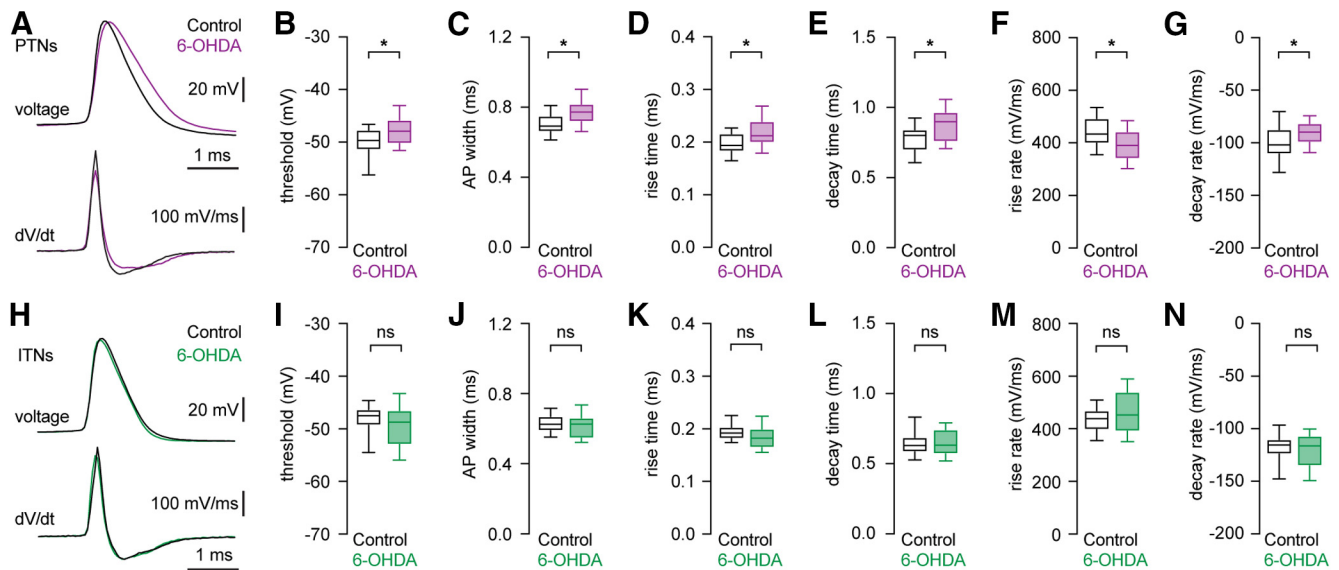 A
PTNs
Control
6-OHDA
20 mV
voltage
1 ms
100 mV/ms
dV/dt
B
threshold (mV)
-30
-40
-50
-60
-70
*
Control
6-OHDA
C
AP width (ms)
1.2
0.8
0.4
0.0
*
Control
6-OHDA
D
rise time (ms)
0.4
0.3
0.2
0.1
0.0
*
Control
6-OHDA
E
decay time (ms)
1.5
1.0
0.5
0.0
*
Control
6-OHDA
F
rise rate (mV/ms)
800
600
400
200
0
*
Control
6-OHDA
G
decay rate (mV/ms)
0
-50
-100
-150
-200
*
Control
6-OHDA
H
ITNs
Control
6-OHDA
20 mV
voltage
100 mV/ms
dV/dt
1 ms
I
threshold (mV)
-30
-40
-50
-60
-70
ns
Control
6-OHDA
J
AP width (ms)
1.2
0.8
0.4
0.0
ns
Control
6-OHDA
K
rise time (ms)
0.4
0.3
0.2
0.1
0.0
ns
Control
6-OHDA
L
decay time (ms)
1.5
1.0
0.5
0.0
ns
Control
6-OHDA
M
rise rate (mV/ms)
800
600
400
200
0
ns
Control
6-OHDA
N
decay rate (mV/ms)
0
-50
-100
-150
-200
ns
Control
6-OHDA